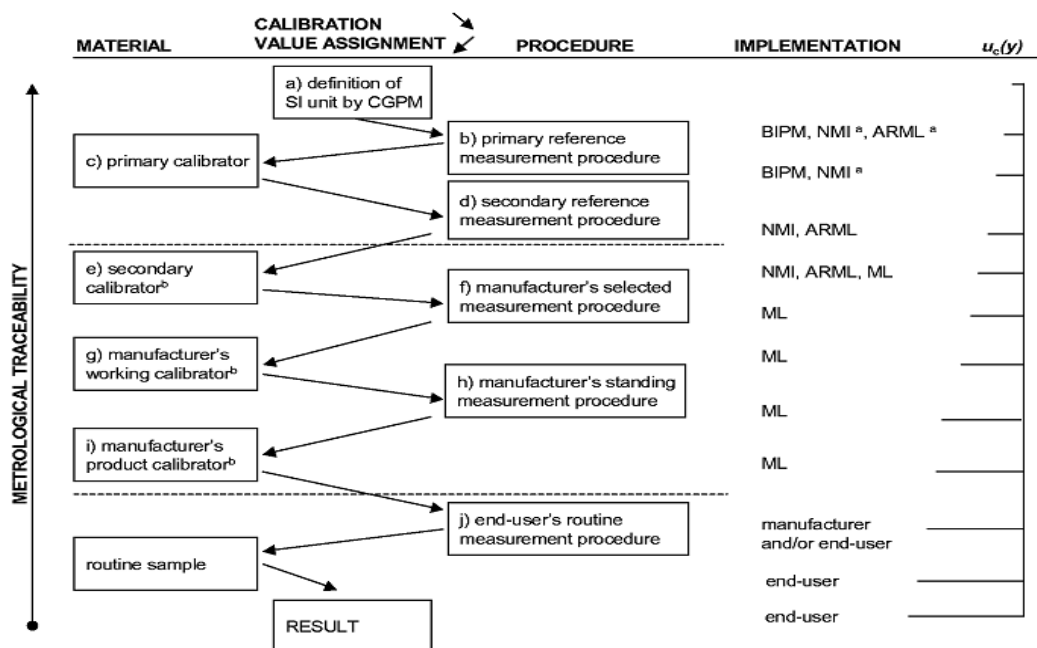 CALIBRATION
MATERIAL VALUE ASSIGNMENT PROCEDURE IMPLEMENTATION uc(y)
a) definition of
SI unit by CGPM
b) primary reference
measurement procedure
BIPM, NMI a, ARML a
c) primary calibrator
BIPM, NMI a
d) secondary reference
measurement procedure
NMI, ARML
e) secondary
calibratorb
NMI, ARML, ML
f) manufacturer's selected
measurement procedure
ML
g) manufacturer's
working calibratorb
ML
h) manufacturer's standing
measurement procedure
ML
i) manufacturer's
product calibratorb
ML
j) end-user's routine
measurement procedure
manufacturer
and/or end-user
routine sample
end-user
RESULT
end-user
METROLOGICAL TRACEABILITY